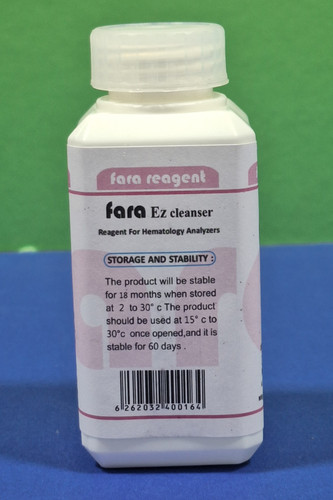 fara reagent
fara Ez cleanser
Reagent For Hematology Analyzers
STORAGE AND STABILITY :
The product will be stable
for 18 months when stored
at 2 to 30° c The product
should be used at 15° c to
30°c once opened,and it is
stable for 60 days .
6 262032 400164